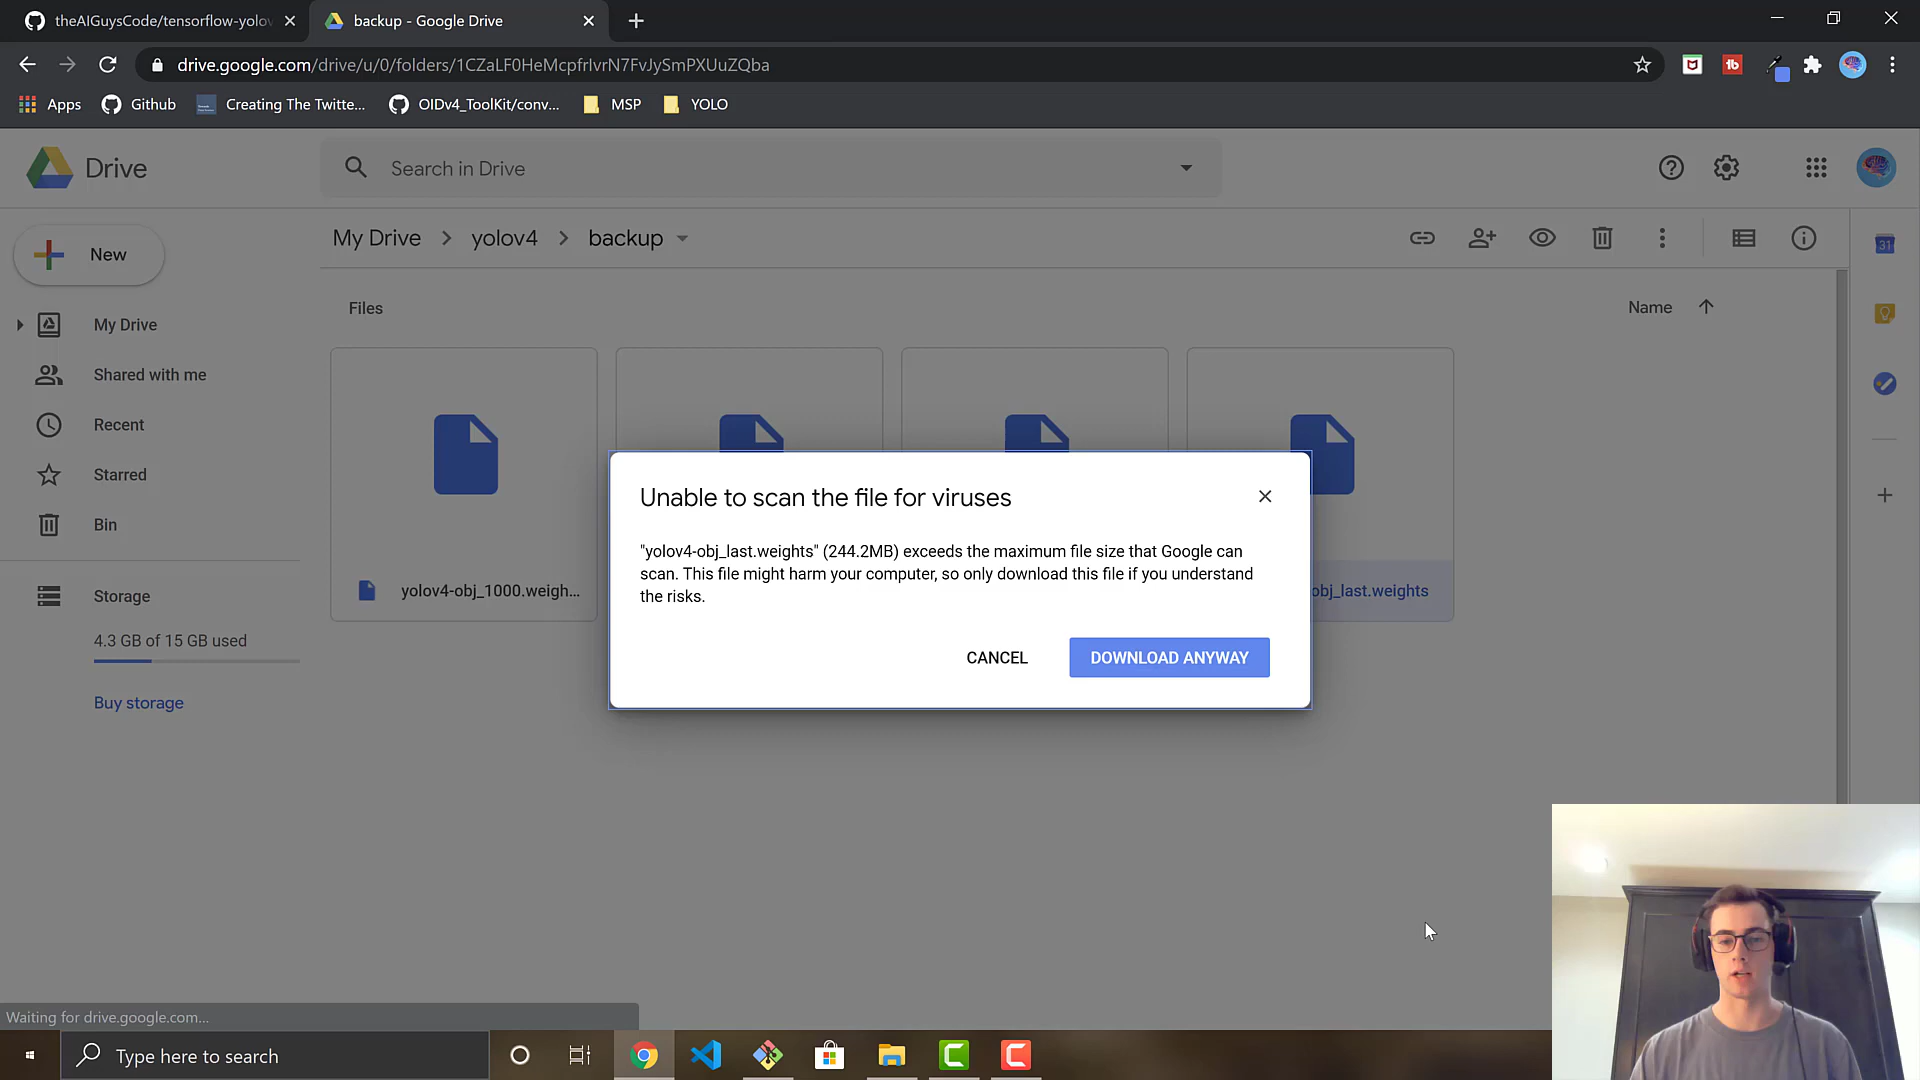 theAIGuysCode/tensorflow-yolov
backup - Google Drive
drive.google.com/drive/u/0/folders/1CZaLF0HeMcpfrIvrN7FvJySmPXUuZQba
Apps
Github
Creating The Twitte...
OIDv4_ToolKit/conv...
MSP
YOLO
Drive
Search in Drive
New
My Drive
yolov4
backup
31
Files
Name
My Drive
Shared with me
Recent
Starred
Bin
Storage
4.3 GB of 15 GB used
Buy storage
yolov4-obj_1000.weigh...
obj_last.weights
Unable to scan the file for viruses
"yolov4-obj_last.weights" (244.2MB) exceeds the maximum file size that Google can
scan. This file might harm your computer, so only download this file if you understand
the risks.
CANCEL
DOWNLOAD ANYWAY
Waiting for drive.google.com...
Type here to search